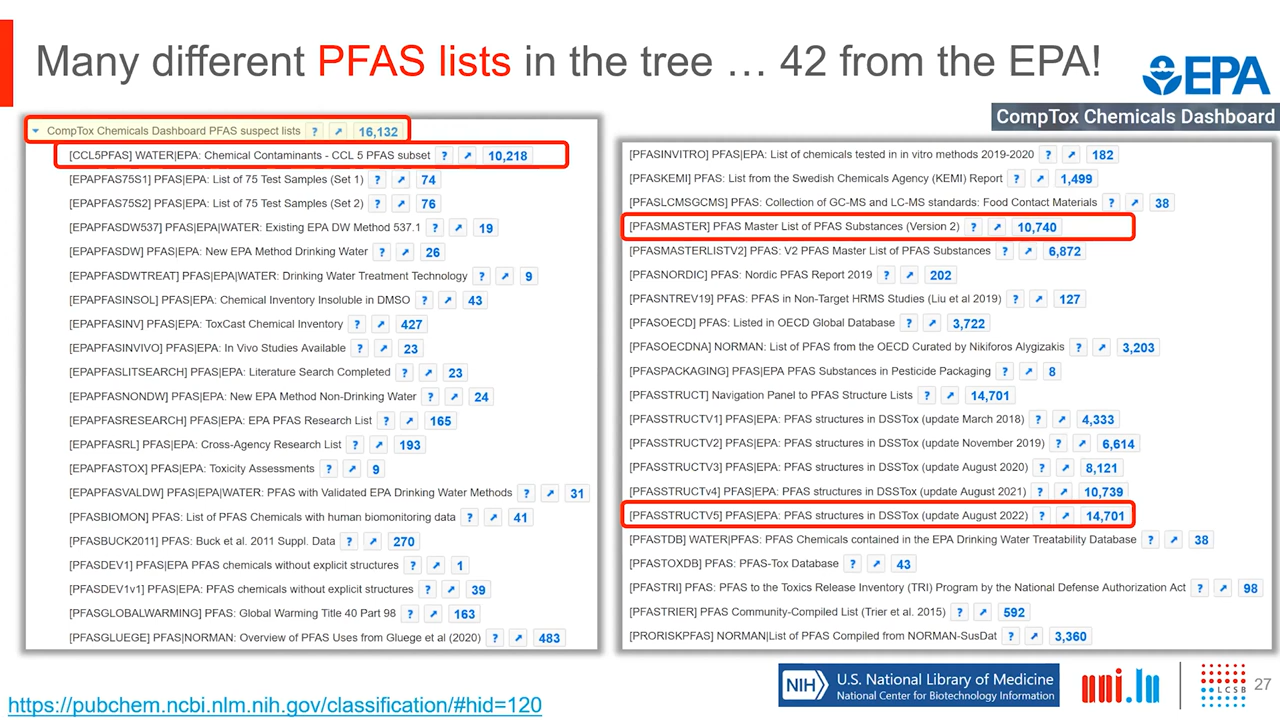 Many different PFAS lists in the tree … 42 from the EPA!
EPA
CompTox Chemicals Dashboard
CompTox Chemicals Dashboard PFAS suspect lists ? 16,132
[CCL5PFAS] WATER|EPA: Chemical Contaminants - CCL 5 PFAS subset ? 10,218
[EPAPFAS75S1] PFAS|EPA: List of 75 Test Samples (Set 1) ? 74
[EPAPFAS75S2] PFAS|EPA: List of 75 Test Samples (Set 2) ? 76
[EPAPFASDW537] PFAS|EPA|WATER: Existing EPA DW Method 537.1 ? 19
[EPAPFASDW] PFAS|EPA: New EPA Method Drinking Water ? 26
[EPAPFASDWTREAT] PFAS|EPA|WATER: Drinking Water Treatment Technology ? 9
[EPAPFASINSOL] PFAS|EPA: Chemical Inventory Insoluble in DMSO ? 43
[EPAPFASINV] PFAS|EPA: ToxCast Chemical Inventory ? 427
[EPAPFASINVIVO] PFAS|EPA: In Vivo Studies Available ? 23
[EPAPFASLITSEARCH] PFAS|EPA: Literature Search Completed ? 23
[EPAPFASNONDW] PFAS|EPA: New EPA Method Non-Drinking Water ? 24
[EPAPFASRESEARCH] PFAS|EPA: EPA PFAS Research List ? 165
[EPAPFASRL] PFAS|EPA: Cross-Agency Research List ? 193
[EPAPFASTOX] PFAS|EPA: Toxicity Assessments ? 9
[EPAPFASVALDW] PFAS|EPA|WATER: PFAS with Validated EPA Drinking Water Methods ? 31
[PFASBIOMON] PFAS: List of PFAS Chemicals with human biomonitoring data ? 41
[PFASBUCK2011] PFAS: Buck et al. 2011 Suppl. Data ? 270
[PFASDEV1] PFAS|EPA PFAS chemicals without explicit structures ? 1
[PFASDEV1v1] PFAS|EPA: PFAS chemicals without explicit structures ? 39
[PFASGLOBALWARMING] PFAS: Global Warming Title 40 Part 98 ? 163
[PFASGLUEGE] PFAS|NORMAN: Overview of PFAS Uses from Gluege et al (2020) ? 483
[PFASINVITRO] PFAS|EPA: List of chemicals tested in in vitro methods 2019-2020 ? 182
[PFASKEMI] PFAS: List from the Swedish Chemicals Agency (KEMI) Report ? 1,499
[PFASLCMSGCMS] PFAS: Collection of GC-MS and LC-MS standards: Food Contact Materials ? 38
[PFASMASTER] PFAS Master List of PFAS Substances (Version 2) ? 10,740
[PFASMASTERLISTV2] PFAS: V2 PFAS Master List of PFAS Substances ? 6,872
[PFASNORDIC] PFAS: Nordic PFAS Report 2019 ? 202
[PFASNTREV19] PFAS: PFAS in Non-Target HRMS Studies (Liu et al 2019) ? 127
[PFASOECD] PFAS: Listed in OECD Global Database ? 3,722
[PFASOECDNA] NORMAN: List of PFAS from the OECD Curated by Nikiforos Alygizakis ? 3,203
[PFASPACKAGING] PFAS|EPA PFAS Substances in Pesticide Packaging ? 8
[PFASSTRUCT] Navigation Panel to PFAS Structure Lists ? 14,701
[PFASSTRUCTV1] PFAS|EPA: PFAS structures in DSSTox (update March 2018) ? 4,333
[PFASSTRUCTV2] PFAS|EPA: PFAS structures in DSSTox (update November 2019) ? 6,614
[PFASSTRUCTV3] PFAS|EPA: PFAS structures in DSSTox (update August 2020) ? 8,121
[PFASSTRUCTv4] PFAS|EPA: PFAS structures in DSSTox (update August 2021) ? 10,739
[PFASSTRUCTV5] PFAS|EPA: PFAS structures in DSSTox (update August 2022) ? 14,701
[PFASTDB] WATER|PFAS: PFAS Chemicals contained in the EPA Drinking Water Treatability Database ? 38
[PFASTOXDB] PFAS: PFAS-Tox Database ? 43
[PFASTRI] PFAS: PFAS to the Toxics Release Inventory (TRI) Program by the National Defense Authorization Act ? 98
[PFASTRIER] PFAS Community-Compiled List (Trier et al. 2015) ? 592
[PRORISKPFAS] NORMAN|List of PFAS Compiled from NORMAN-SusDat ? 3,360
https://pubchem.ncbi.nlm.nih.gov/classification/#hid=120
NIH
U.S. National Library of Medicine
National Center for Biotechnology Information
uni.lu
LCSB
27